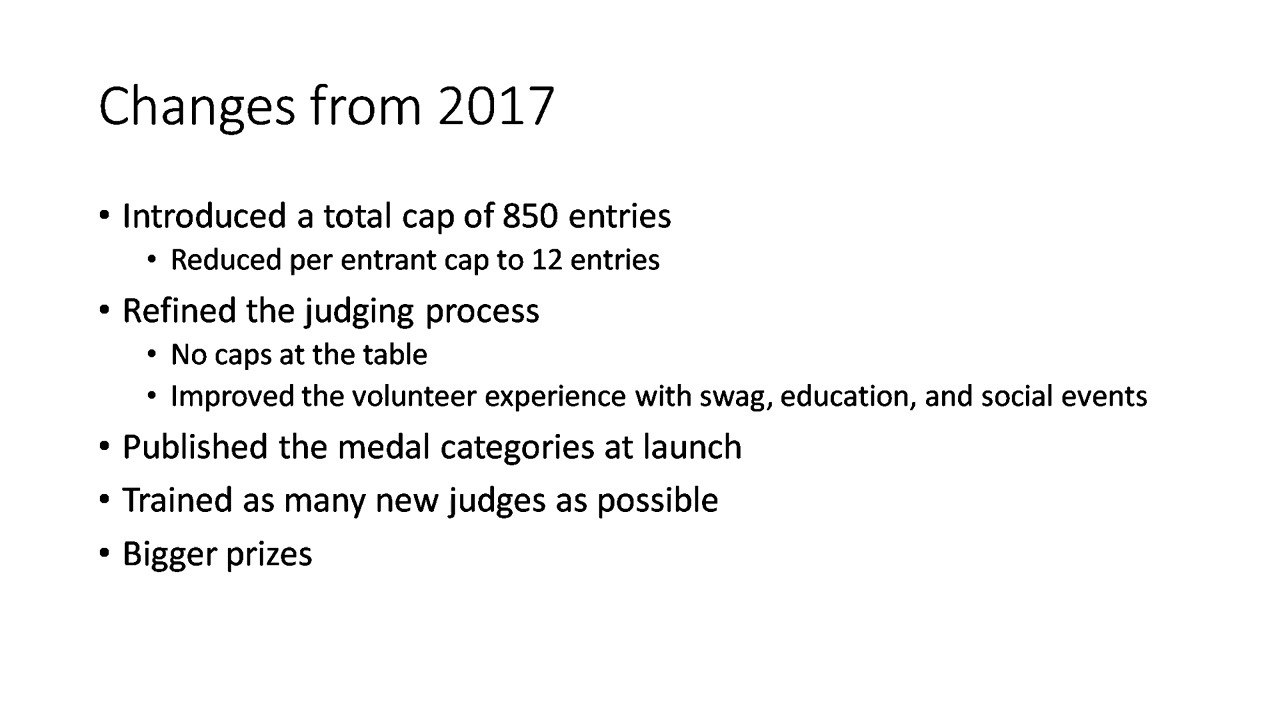 Changes from 2017
• Introduced a total cap of 850 entries
• Reduced per entrant cap to 12 entries
• Refined the judging process
• No caps at the table
• Improved the volunteer experience with swag, education, and social events
• Published the medal categories at launch
• Trained as many new judges as possible
• Bigger prizes